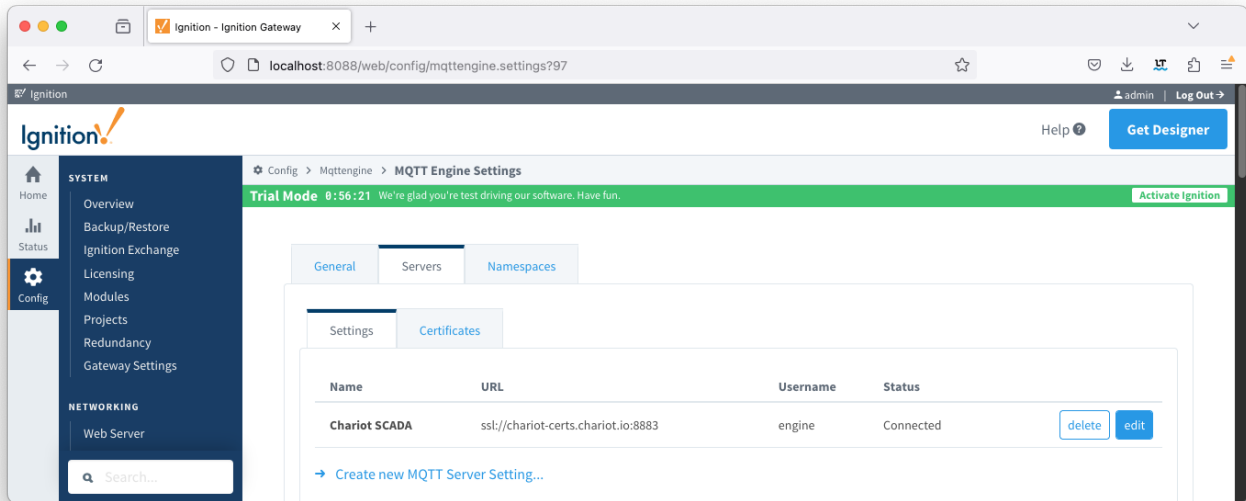 Ignition - Ignition Gateway
localhost:8088/web/config/mqttengine.settings?97
Ignition
admin | Log Out
Ignition!
Help
Get Designer
Home
Status
Config
SYSTEM
Overview
Backup/Restore
Ignition Exchange
Licensing
Modules
Projects
Redundancy
Gateway Settings
NETWORKING
Web Server
Search...
Config > Mqttengine > MQTT Engine Settings
Trial Mode 0:56:21 We're glad you're test driving our software. Have fun. Activate Ignition
General Servers Namespaces
Settings Certificates
Name URL Username Status
Chariot SCADA ssl://chariot-certs.chariot.io:8883 engine Connected delete edit
→ Create new MQTT Server Setting...